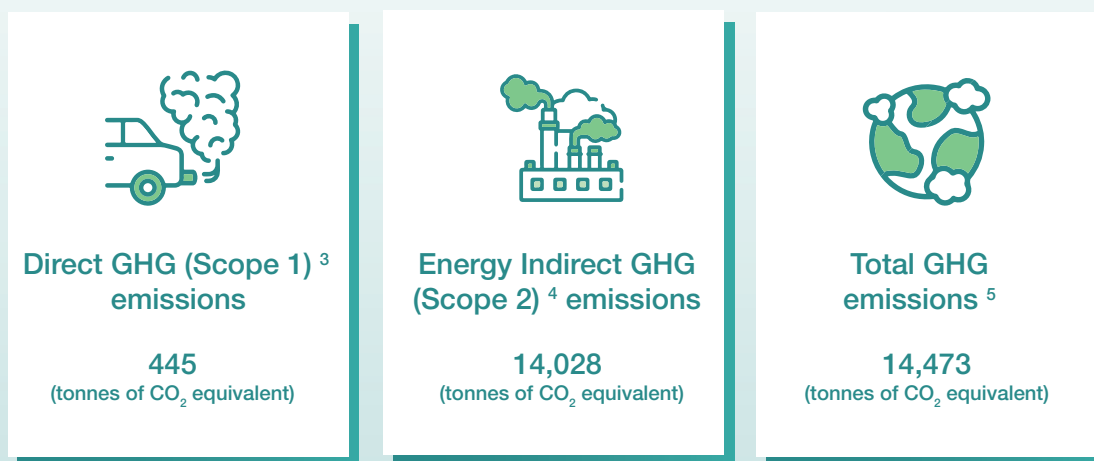 Direct GHG (Scope 1) ³
emissions
445
(tonnes of CO₂ equivalent)
Energy Indirect GHG
(Scope 2) ⁴ emissions
14,028
(tonnes of CO₂ equivalent)
Total GHG
emissions ⁵
14,473
(tonnes of CO₂ equivalent)